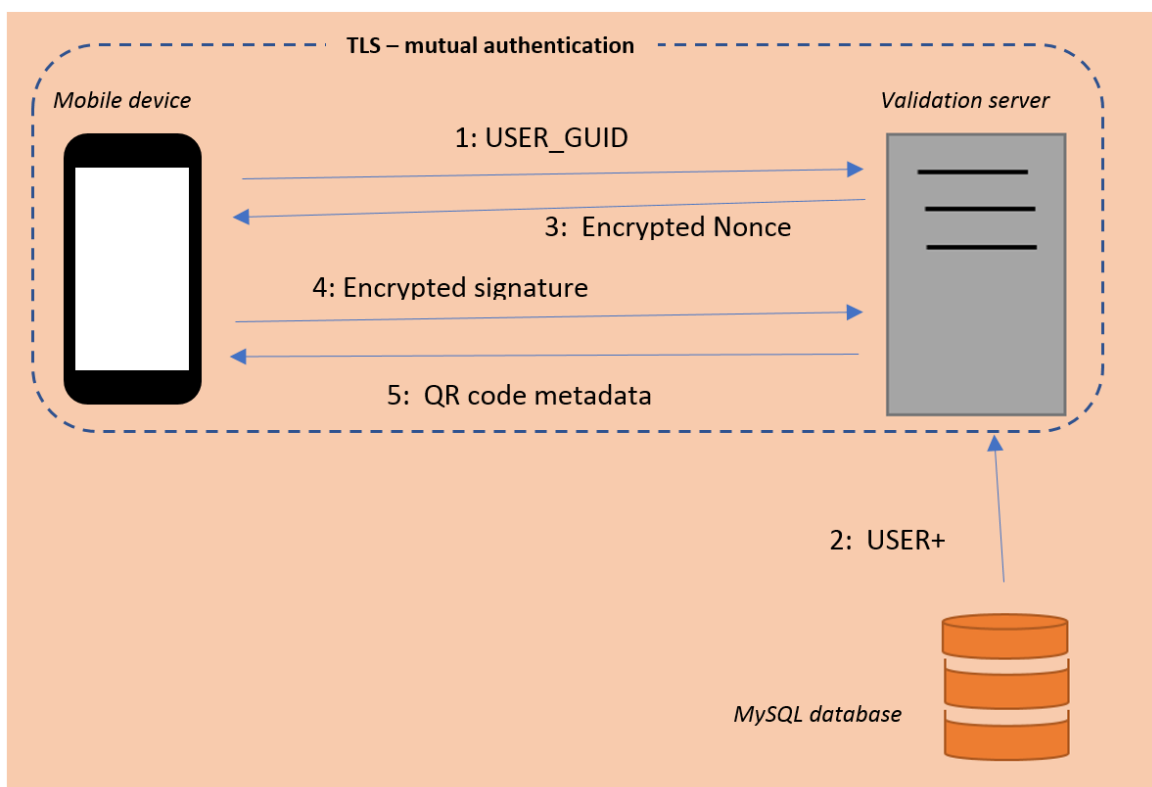 TLS – mutual authentication
Mobile device
Validation server
1: USER_GUID
3: Encrypted Nonce
4: Encrypted signature
5: QR code metadata
2: USER+
MySQL database